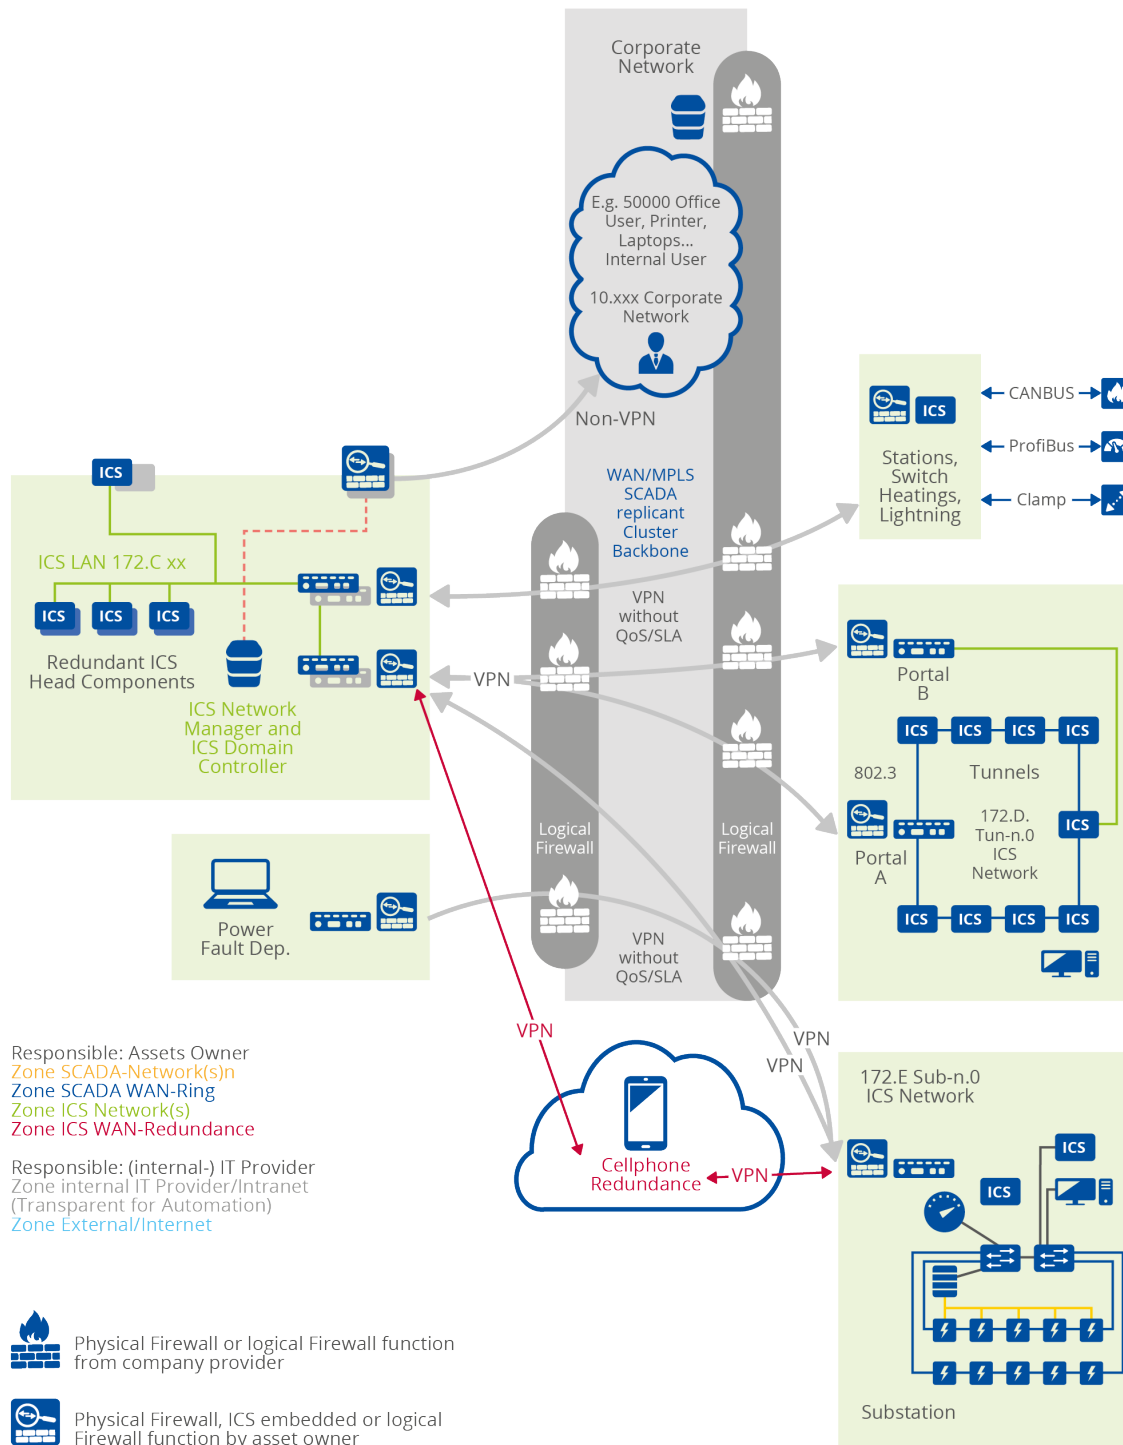 Corporate
Network
E.g. 50000 Office
User, Printer,
Laptops...
Internal User
10.xxx Corporate
Network
Non-VPN
WAN/MPLS
SCADA
replicant
Cluster
Backbone
VPN
without
QoS/SLA
VPN
Logical
Firewall
Logical
Firewall
VPN
without
QoS/SLA
ICS
ICS LAN 172.C xx
ICS
ICS
ICS
Redundant ICS
Head Components
ICS Network
Manager and
ICS Domain
Controller
Power
Fault Dep.
ICS
Stations,
Switch
Heatings,
Lightning
CANBUS
ProfiBus
Clamp
Portal
B
ICS
ICS
ICS
ICS
802.3
Tunnels
172.D.
Tun-n.0
ICS
Network
ICS
Portal
A
ICS
ICS
ICS
ICS
VPN
VPN
VPN
Cellphone
Redundance
VPN
172.E Sub-n.0
ICS Network
ICS
ICS
Substation
Responsible: Assets Owner
Zone SCADA-Network(s)n
Zone SCADA WAN-Ring
Zone ICS Network(s)
Zone ICS WAN-Redundance
Responsible: (internal-) IT Provider
Zone internal IT Provider/Intranet
(Transparent for Automation)
Zone External/Internet
Physical Firewall or logical Firewall function
from company provider
Physical Firewall, ICS embedded or logical
Firewall function by asset owner